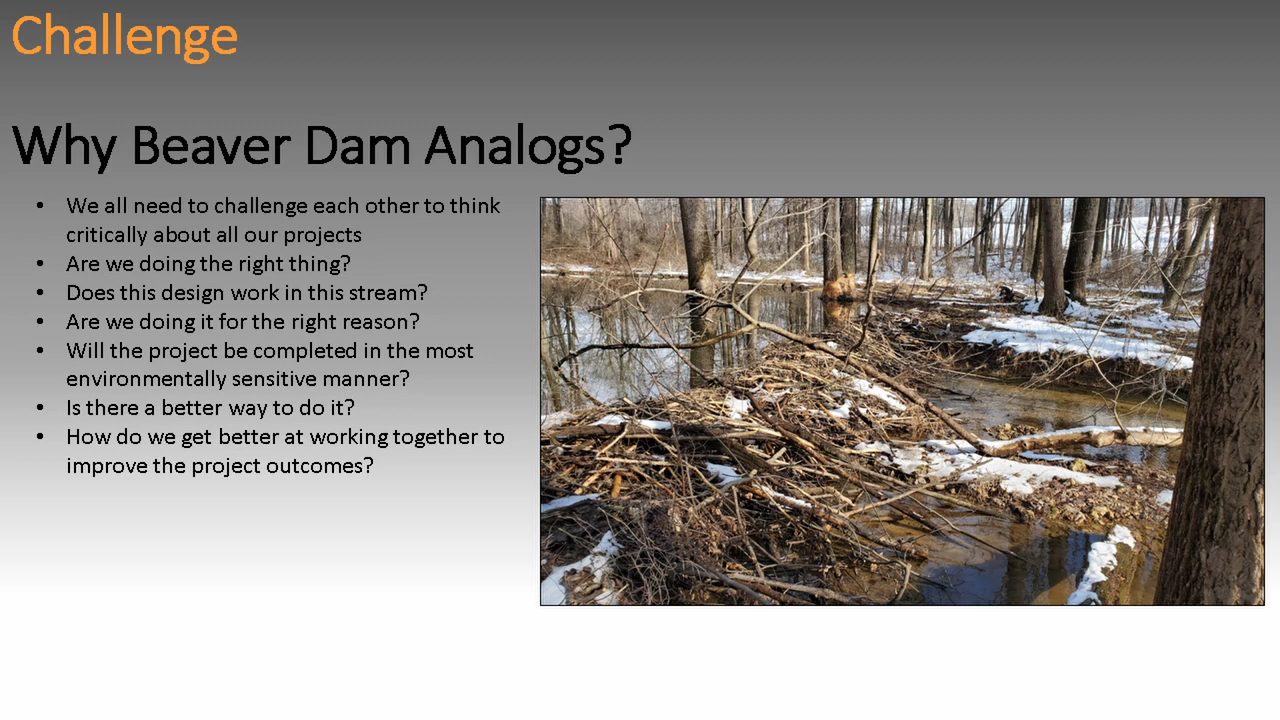 Challenge
Why Beaver Dam Analogs?
• We all need to challenge each other to think
critically about all our projects
• Are we doing the right thing?
• Does this design work in this stream?
• Are we doing it for the right reason?
• Will the project be completed in the most
environmentally sensitive manner?
• Is there a better way to do it?
• How do we get better at working together to
improve the project outcomes?